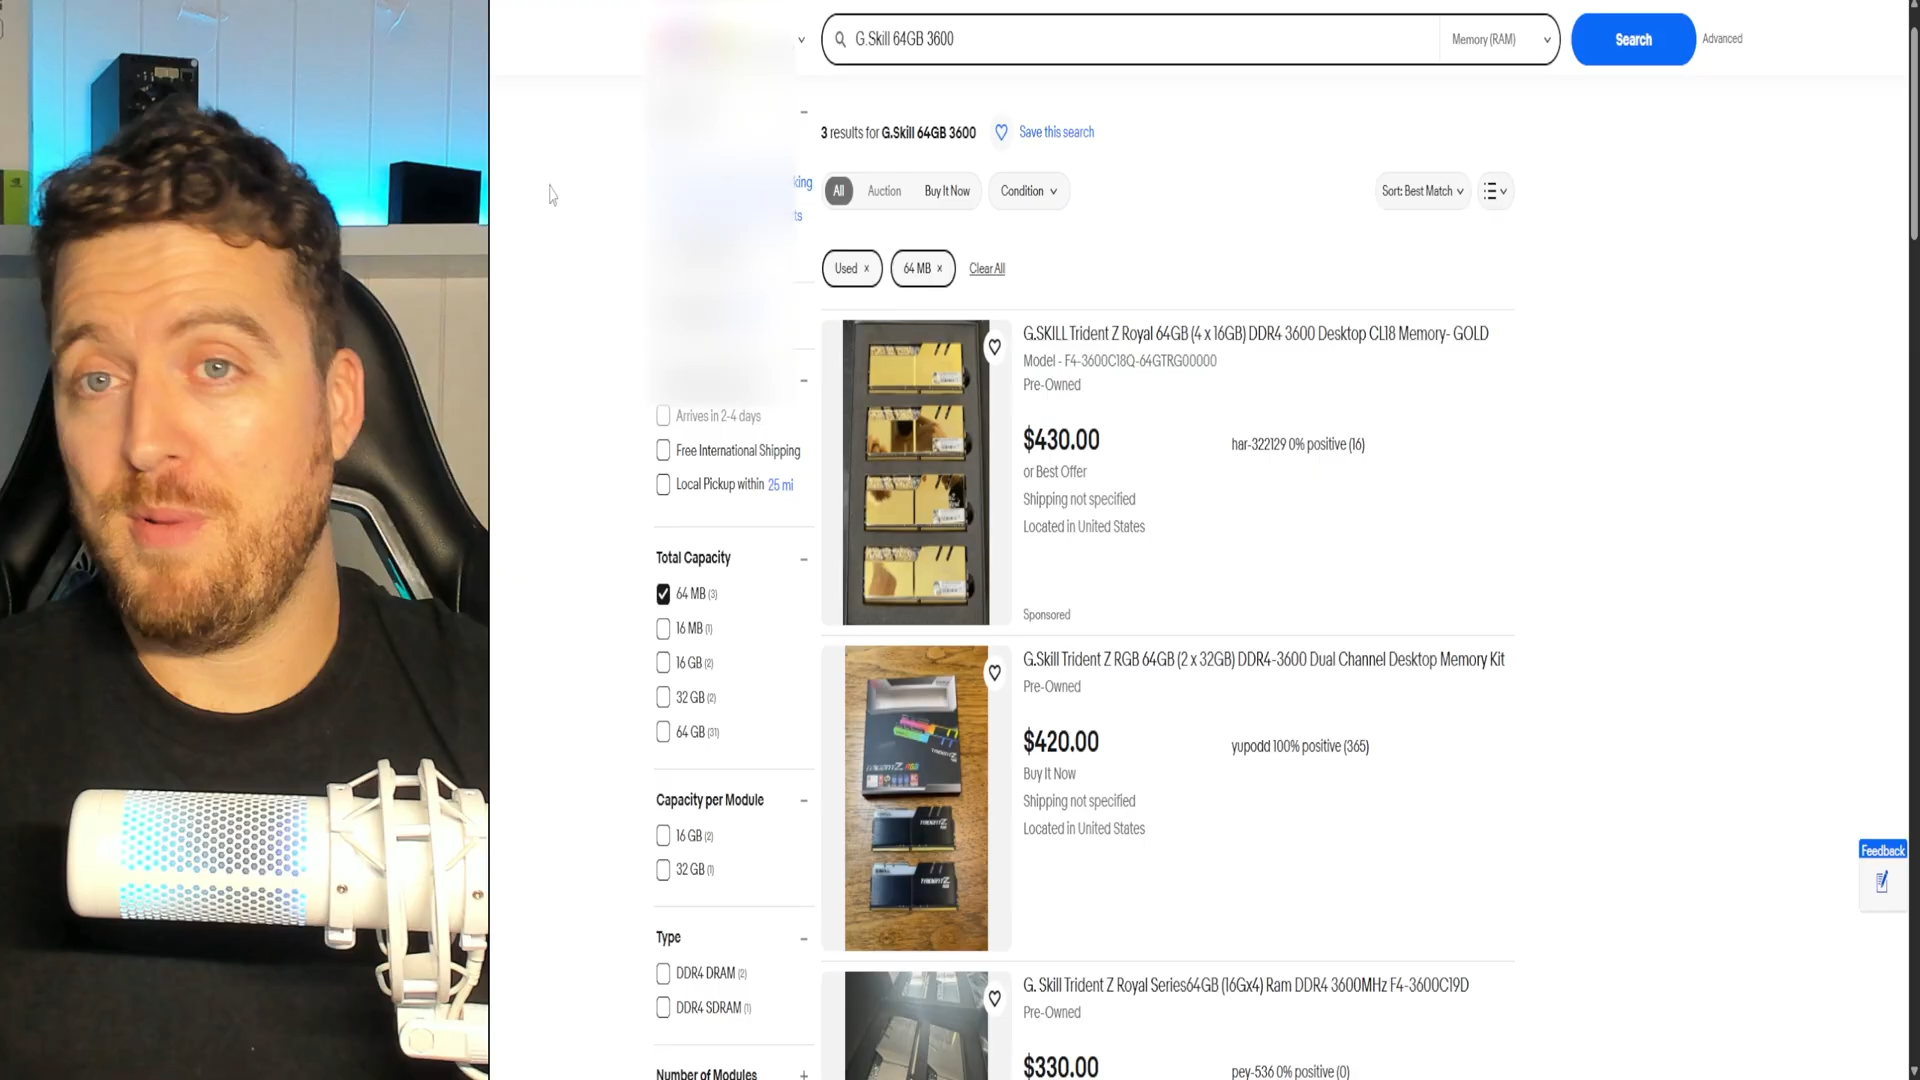 G.Skill 64GB 3600
Memory (RAM)
Search
Advanced
3 results for G.Skill 64GB 3600
Save this search
king
ts
All
Auction
Buy It Now
Condition
Sort: Best Match
Used ×
64 MB ×
Clear All
Arrives in 2-4 days
Free International Shipping
Local Pickup within 25 mi
Total Capacity
64 MB (3)
16 MB (1)
16 GB (2)
32 GB (2)
64 GB (31)
Capacity per Module
16 GB (2)
32 GB (1)
Type
DDR4 DRAM (2)
DDR4 SDRAM (1)
Number of Modules
G.SKILL Trident Z Royal 64GB (4 x 16GB) DDR4 3600 Desktop CL18 Memory- GOLD
Model - F4-3600C18Q-64GTRG00000
Pre-Owned
$430.00
har-322129 0% positive (16)
or Best Offer
Shipping not specified
Located in United States
Sponsored
G.Skill Trident Z RGB 64GB (2 x 32GB) DDR4-3600 Dual Channel Desktop Memory Kit
Pre-Owned
$420.00
yupodd 100% positive (365)
Buy It Now
Shipping not specified
Located in United States
G. Skill Trident Z Royal Series64GB (16Gx4) Ram DDR4 3600MHz F4-3600C19D
Pre-Owned
$330.00
pey-536 0% positive (0)
Feedback